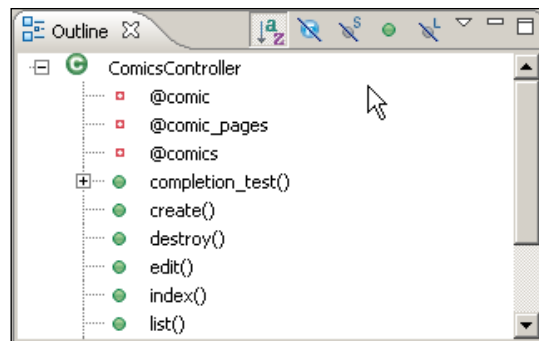 Outline
ComicsController
@comic
@comic_pages
@comics
completion_test()
create()
destroy()
edit()
index()
list()